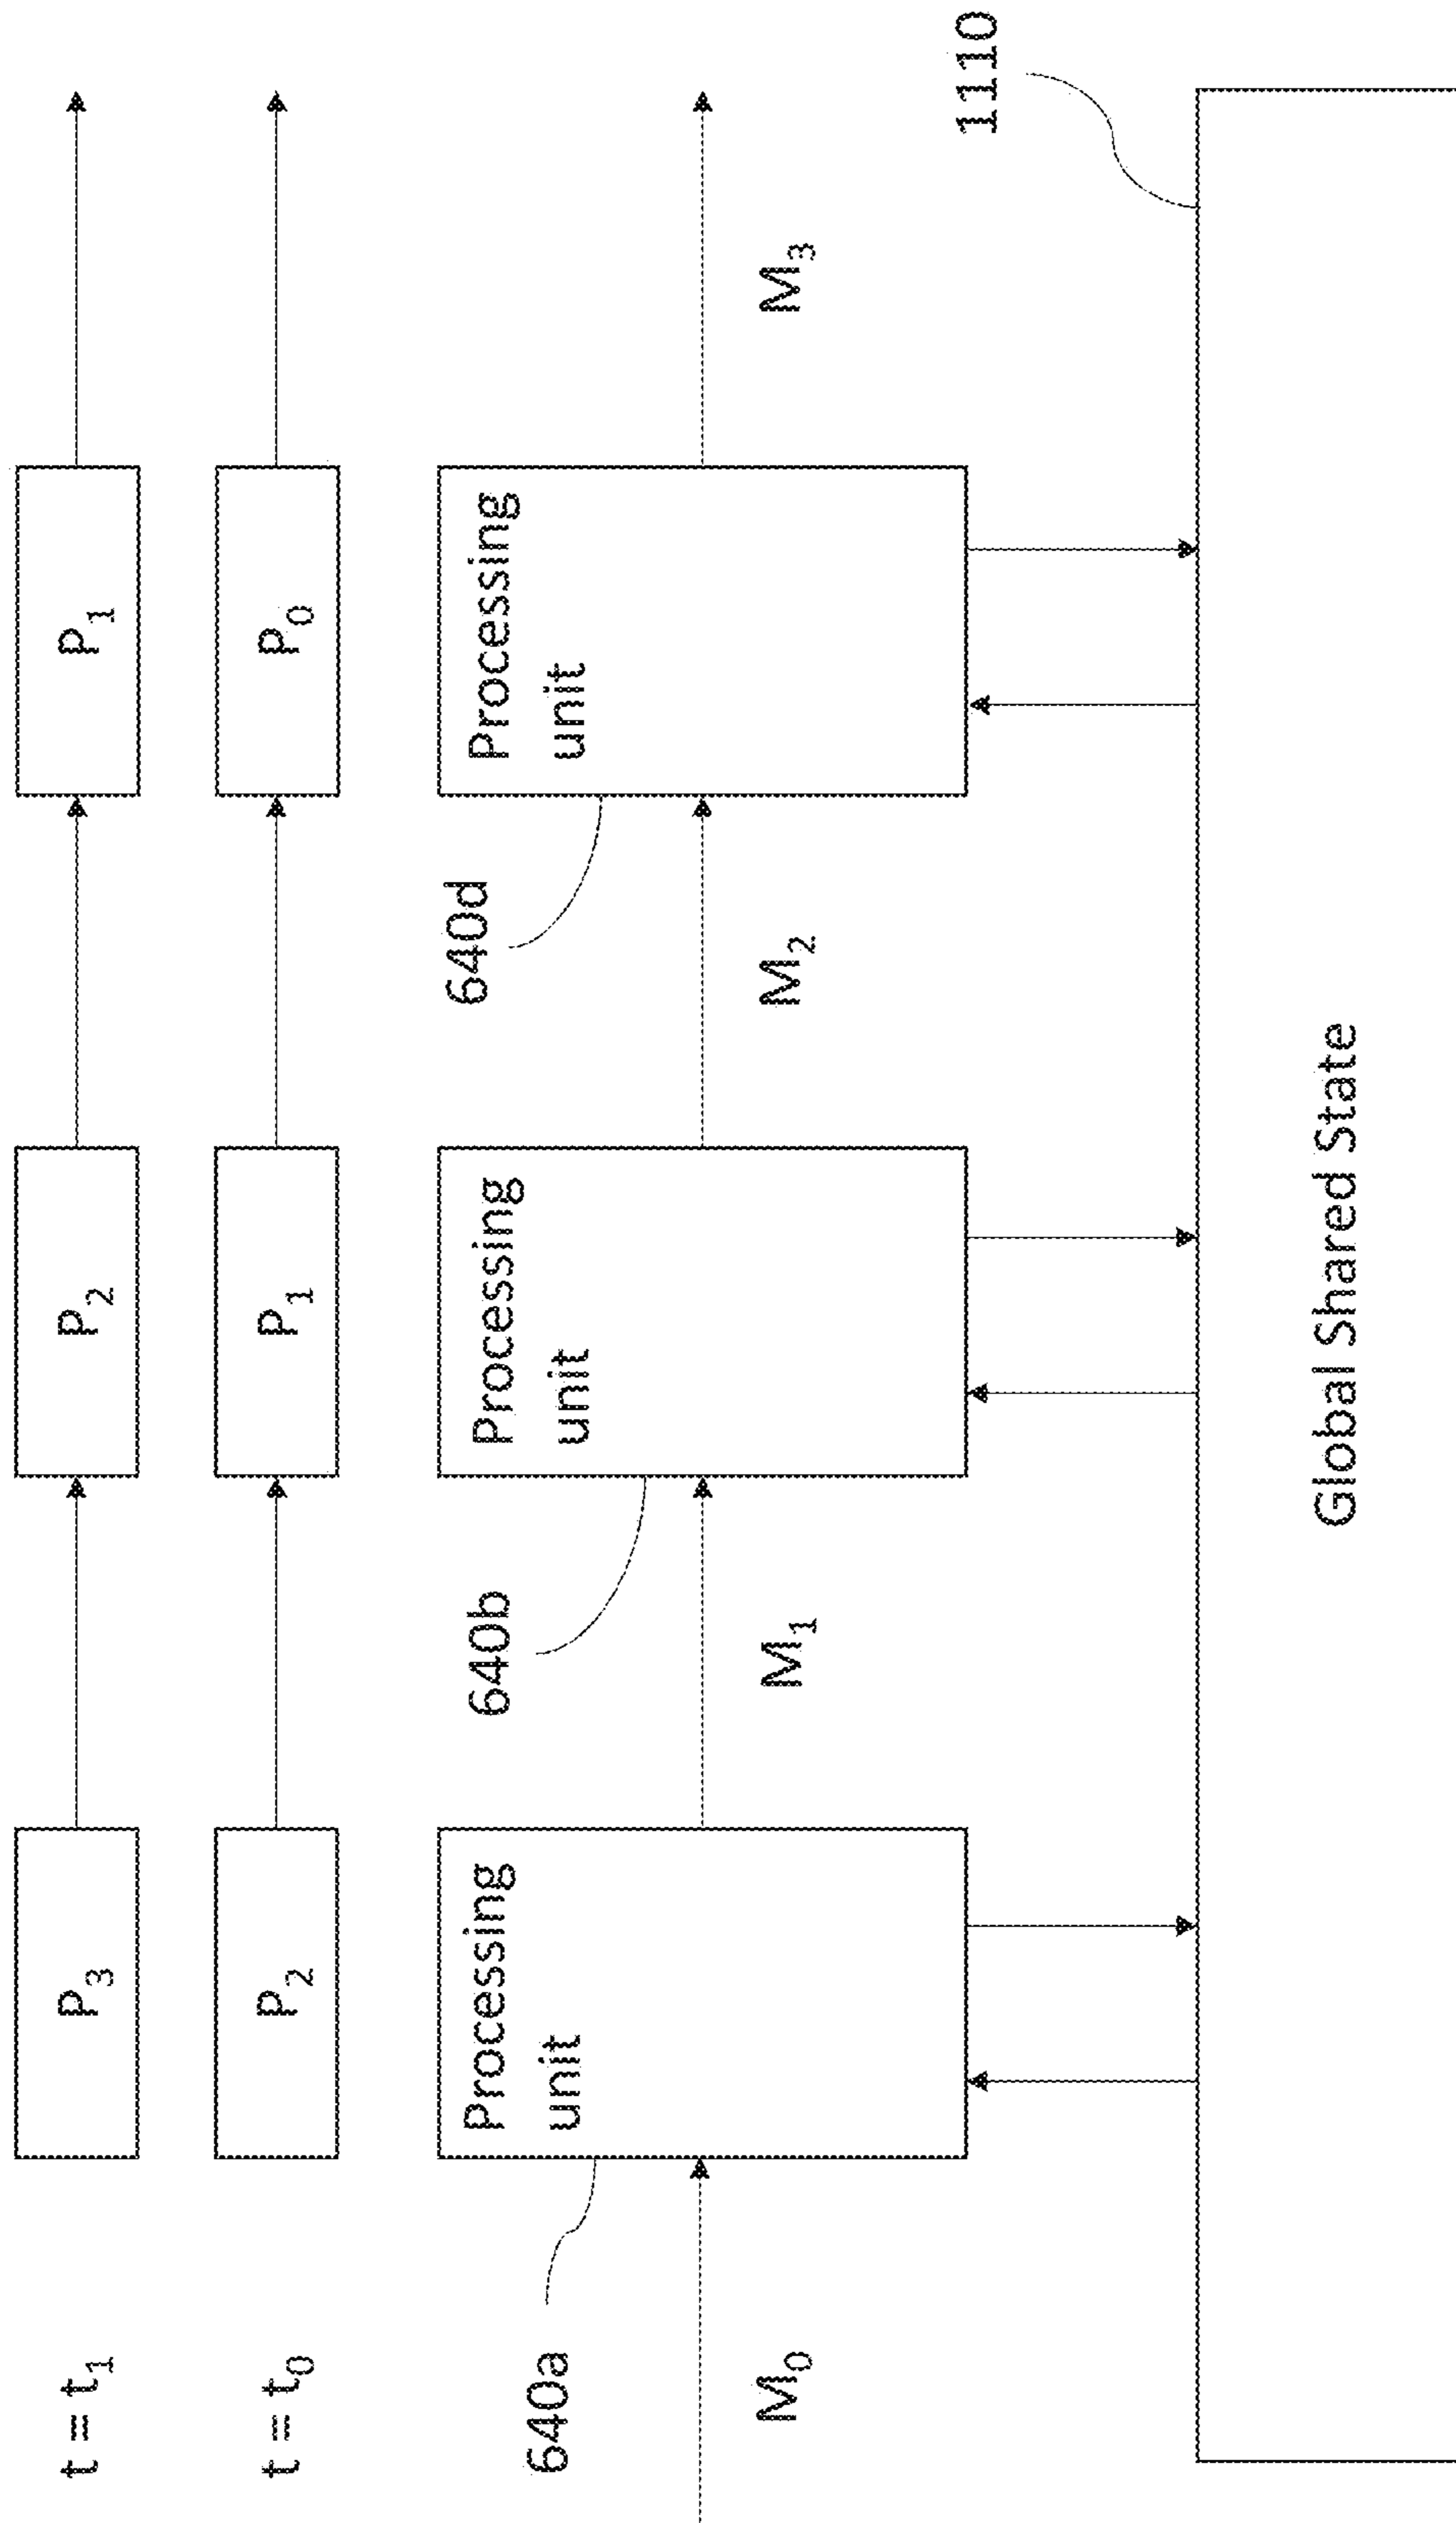 t = t₁
P₃
P₂
P₁
t = t₀
P₂
P₁
P₀
640a
Processing
unit
640b
Processing
unit
640d
Processing
unit
M₀
M₁
M₂
M₃
1110
Global Shared State